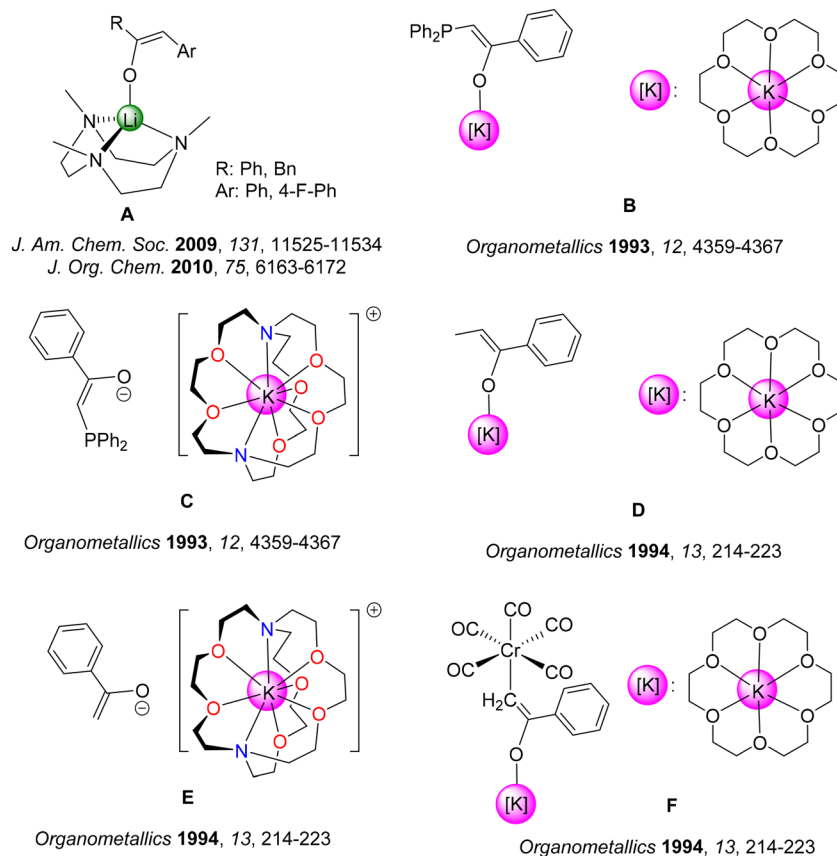 R
Ar
O
Li
N
N
N
R: Ph, Bn
Ar: Ph, 4-F-Ph
A
J. Am. Chem. Soc. 2009, 131, 11525-11534
J. Org. Chem. 2010, 75, 6163-6172
Ph2P
O
[K]
[K] :
O
O
O
K
O
O
O
B
Organometallics 1993, 12, 4359-4367
O
⊖
PPh2
N
O
O
K
O
O
O
O
N
⊕
C
Organometallics 1993, 12, 4359-4367
O
[K]
[K] :
O
O
O
K
O
O
O
D
Organometallics 1994, 13, 214-223
O
⊖
N
O
O
K
O
O
O
O
N
⊕
E
Organometallics 1994, 13, 214-223
CO
OC
CO
Cr
OC
CO
H2C
O
[K]
[K] :
O
O
O
K
O
O
O
F
Organometallics 1994, 13, 214-223